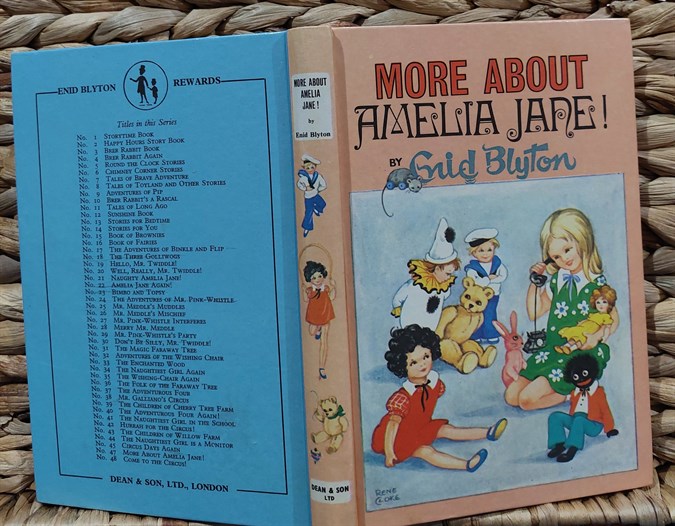 ENID BLYTON REWARDS
Titles in this Series
No. 1 STORYTIME BOOK
No. 2 HAPPY HOURS STORY BOOK
No. 3 BRER RABBIT BOOK
No. 4 BRER RABBIT AGAIN
No. 5 ROUND THE CLOCK STORIES
No. 6 CHIMNEY CORNER STORIES
No. 7 TALES OF BRAVE ADVENTURE
No. 8 TALES OF TOYLAND AND OTHER STORIES
No. 9 ADVENTURES OF PIP
No. 10 BRER RABBIT'S A RASCAL
No. 11 TALES OF LONG AGO
No. 12 SUNSHINE BOOK
No. 13 STORIES FOR BEDTIME
No. 14 STORIES FOR YOU
No. 15 BOOK OF BROWNIES
No. 16 BOOK OF FAIRIES
No. 17 THE ADVENTURES OF BINKLE AND FLIP
No. 18 THE THREE GOLLIWOGS
No. 19 HELLO, MR. TWIDDLE!
No. 20 WELL, REALLY, MR. TWIDDLE!
No. 21 NAUGHTY AMELIA JANE!
No. 22 AMELIA JANE AGAIN!
No. 23 BIMBO AND TOPSY
No. 24 THE ADVENTURES OF MR. PINK-WHISTLE
No. 25 MR. MEDDLE'S MUDDLES
No. 26 MR. MEDDLE'S MISCHIEF
No. 27 MR. PINK-WHISTLE INTERFERES
No. 28 MERRY MR. MEDDLE
No. 29 MR. PINK-WHISTLE'S PARTY
No. 30 DON'T BE SILLY, MR. TWIDDLE!
No. 31 THE MAGIC FARAWAY TREE
No. 32 ADVENTURES OF THE WISHING CHAIR
No. 33 THE ENCHANTED WOOD
No. 34 THE NAUGHTIEST GIRL AGAIN
No. 35 THE WISHING-CHAIR AGAIN
No. 36 THE FOLK OF THE FARAWAY TREE
No. 37 THE ADVENTUROUS FOUR
No. 38 MR. GALLIANO'S CIRCUS
No. 39 THE CHILDREN OF CHERRY TREE FARM
No. 40 THE ADVENTUROUS FOUR AGAIN!
No. 41 THE NAUGHTIEST GIRL IN THE SCHOOL
No. 42 HURRAH FOR THE CIRCUS!
No. 43 THE CHILDREN OF WILLOW FARM
No. 44 THE NAUGHTIEST GIRL IS A MONITOR
No. 45 CIRCUS DAYS AGAIN
No. 47 MORE ABOUT AMELIA JANE!
No. 48 COME TO THE CIRCUS!
DEAN & SON, LTD., LONDON
MORE ABOUT
AMELIA
JANE!
by
Enid Blyton
DEAN & SON
LTD
MORE ABOUT
AMELIA JANE!
BY Enid Blyton
RENE
CLOKE